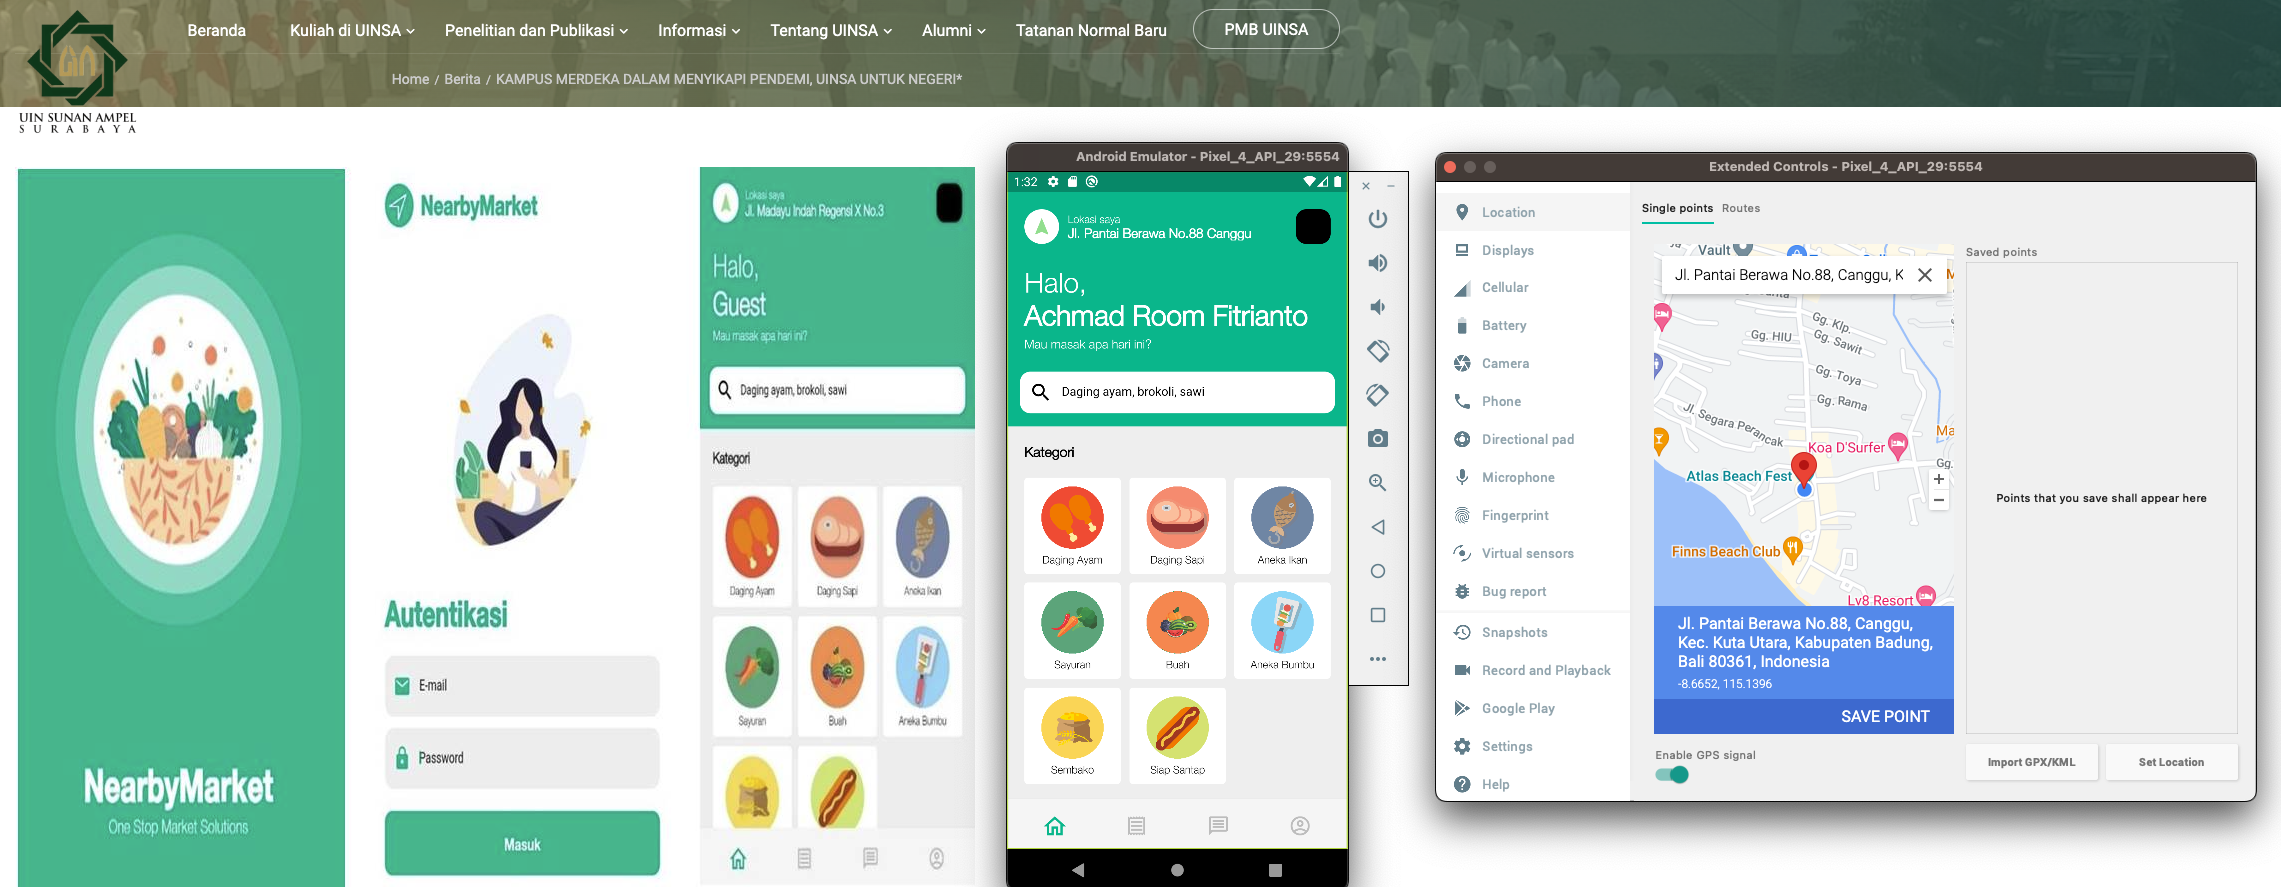 Beranda
Kuliah di UINSA
Penelitian dan Publikasi
Informasi
Tentang UINSA
Alumni
Tatanan Normal Baru
PMB UINSA
Home / Berita / KAMPUS MERDEKA DALAM MENYIKAPI PENDEMI, UINSA UNTUK NEGERI*
UIN SUNAN AMPEL
SURABAYA
NearbyMarket
One Stop Market Solutions
NearbyMarket
Autentikasi
E-mail
Password
Masuk
Lokasi saya
Jl. Madayu Indah Regensi X No.3
Halo,
Guest
Mau masak apa hari ini?
Daging ayam, brokoli, sawi
Kategori
Daging Ayam
Daging Sapi
Aneka Ikan
Sayuran
Buah
Aneka Bumbu
Android Emulator - Pixel_4_API_29:5554
1:32
Lokasi saya
Jl. Pantai Berawa No.88 Canggu
Halo,
Achmad Room Fitrianto
Mau masak apa hari ini?
Daging ayam, brokoli, sawi
Kategori
Daging Ayam
Daging Sapi
Aneka Ikan
Sayuran
Buah
Aneka Bumbu
Sembako
Siap Santap
Extended Controls - Pixel_4_API_29:5554
Location
Displays
Cellular
Battery
Camera
Phone
Directional pad
Microphone
Fingerprint
Virtual sensors
Bug report
Snapshots
Record and Playback
Google Play
Settings
Help
Single points
Routes
Vault
Jl. Pantai Berawa No.88, Canggu, K
Gg. Klp.
Gg. HIU
Gg. Sawit
Gg. Toya
Gg. Rama
Jl. Segara Perancak
Ma
Koa D'Surfer
Gg.
Atlas Beach Fest
Finns Beach Club
Lv8 Resort
Jl. Pantai Berawa No.88, Canggu,
Kec. Kuta Utara, Kabupaten Badung,
Bali 80361, Indonesia
-8.6652, 115.1396
SAVE POINT
Enable GPS signal
Saved points
Points that you save shall appear here
Import GPX/KML
Set Location